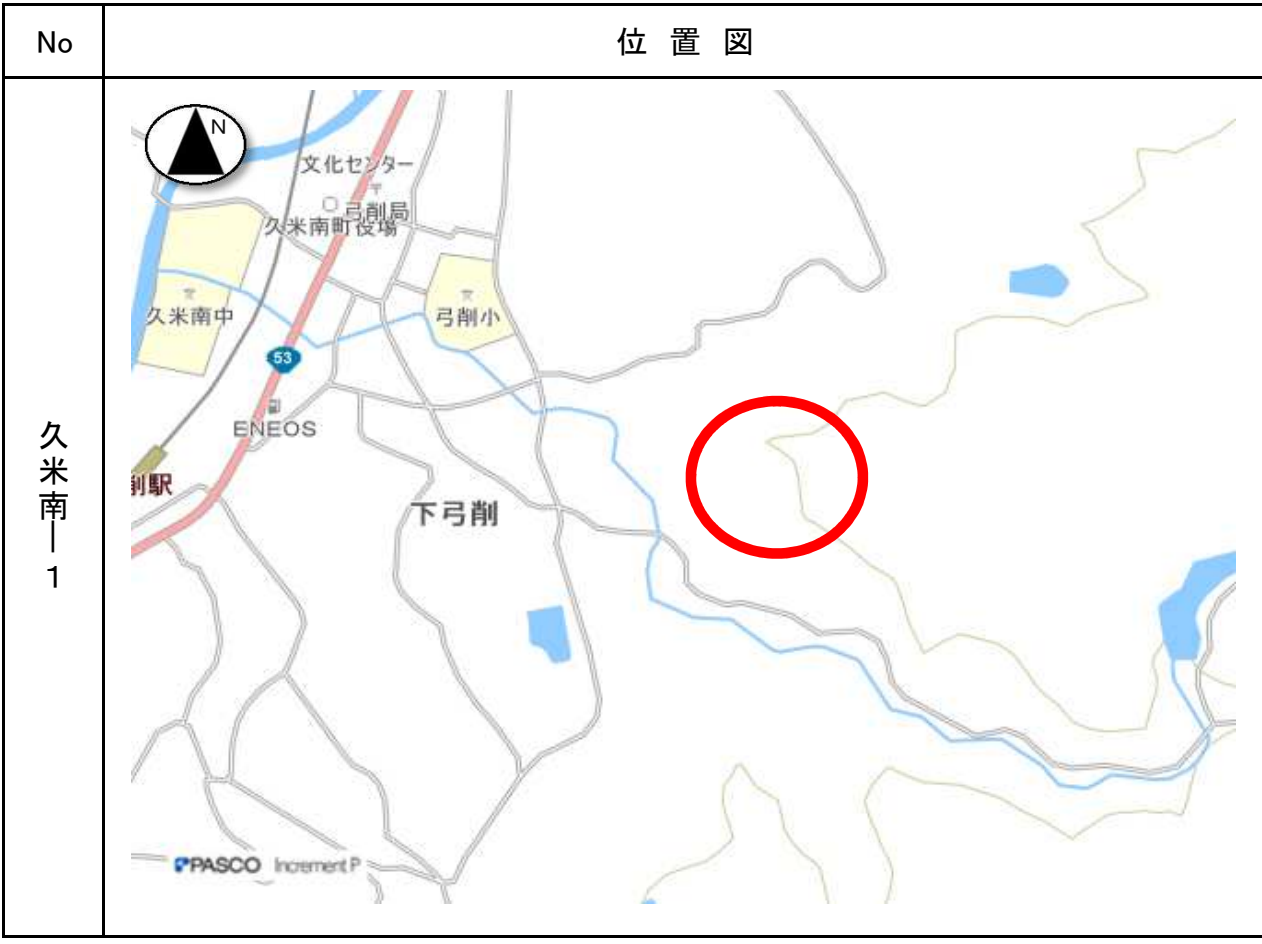 No
位 置 図
久米南―1
N
文化センター
弓削局
久米南町役場
久米南中
弓削小
53
ENEOS
削駅
下弓削
PASCO Increment P